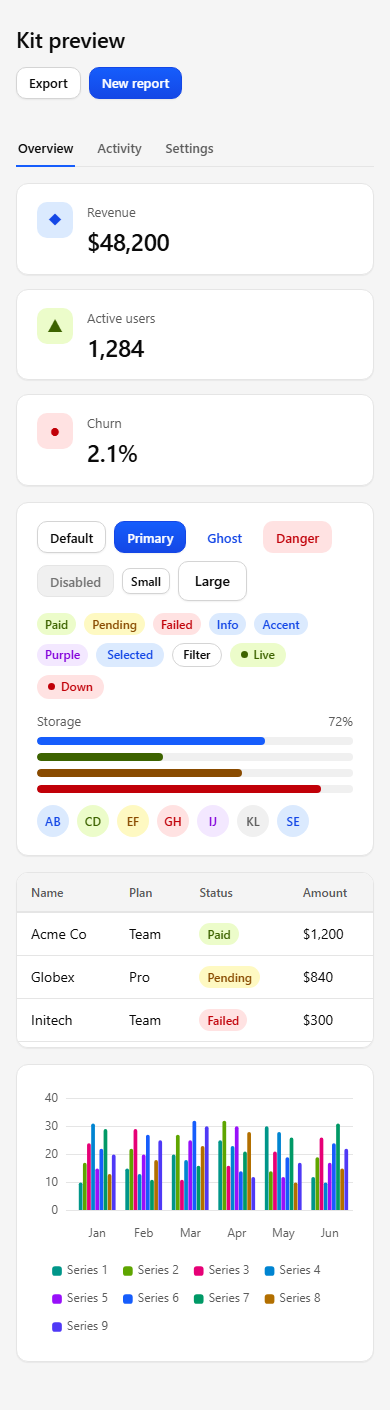 Kit preview
Export New report
Overview Activity Settings
Revenue
$48,200
Active users
1,284
Churn
2.1%
Default Primary Ghost Danger
Disabled Small Large
Paid Pending Failed Info Accent
Purple Selected Filter Live
Down
Storage 72%
AB CD EF GH IJ KL SE
Name Plan Status Amount
Acme Co Team Paid $1,200
Globex Pro Pending $840
Initech Team Failed $300
40
30
20
10
0
Jan Feb Mar Apr May Jun
Series 1 Series 2 Series 3 Series 4
Series 5 Series 6 Series 7 Series 8
Series 9